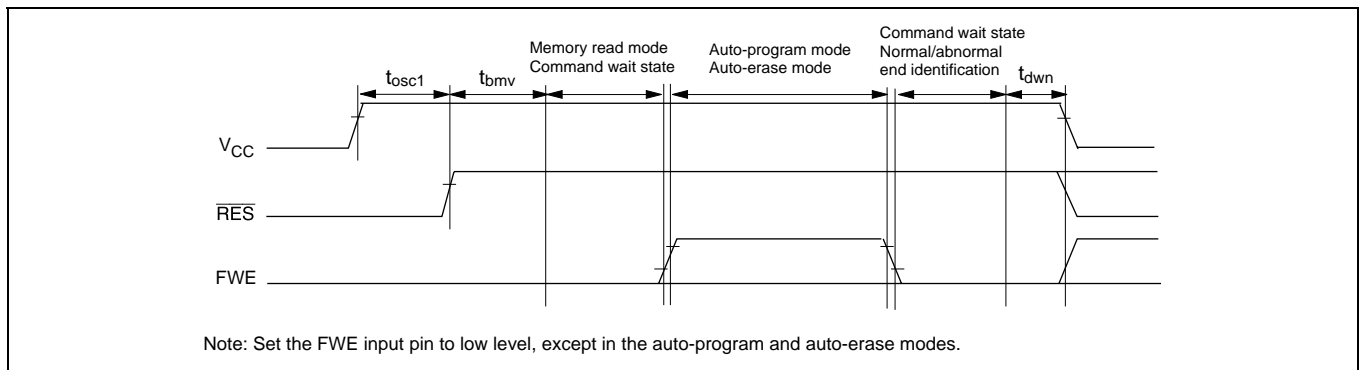 Memory read mode
Command wait state
Auto-program mode
Auto-erase mode
Command wait state
Normal/abnormal
end identification
tosc1
tbmv
tdwn
VCC
RES
FWE
Note: Set the FWE input pin to low level, except in the auto-program and auto-erase modes.